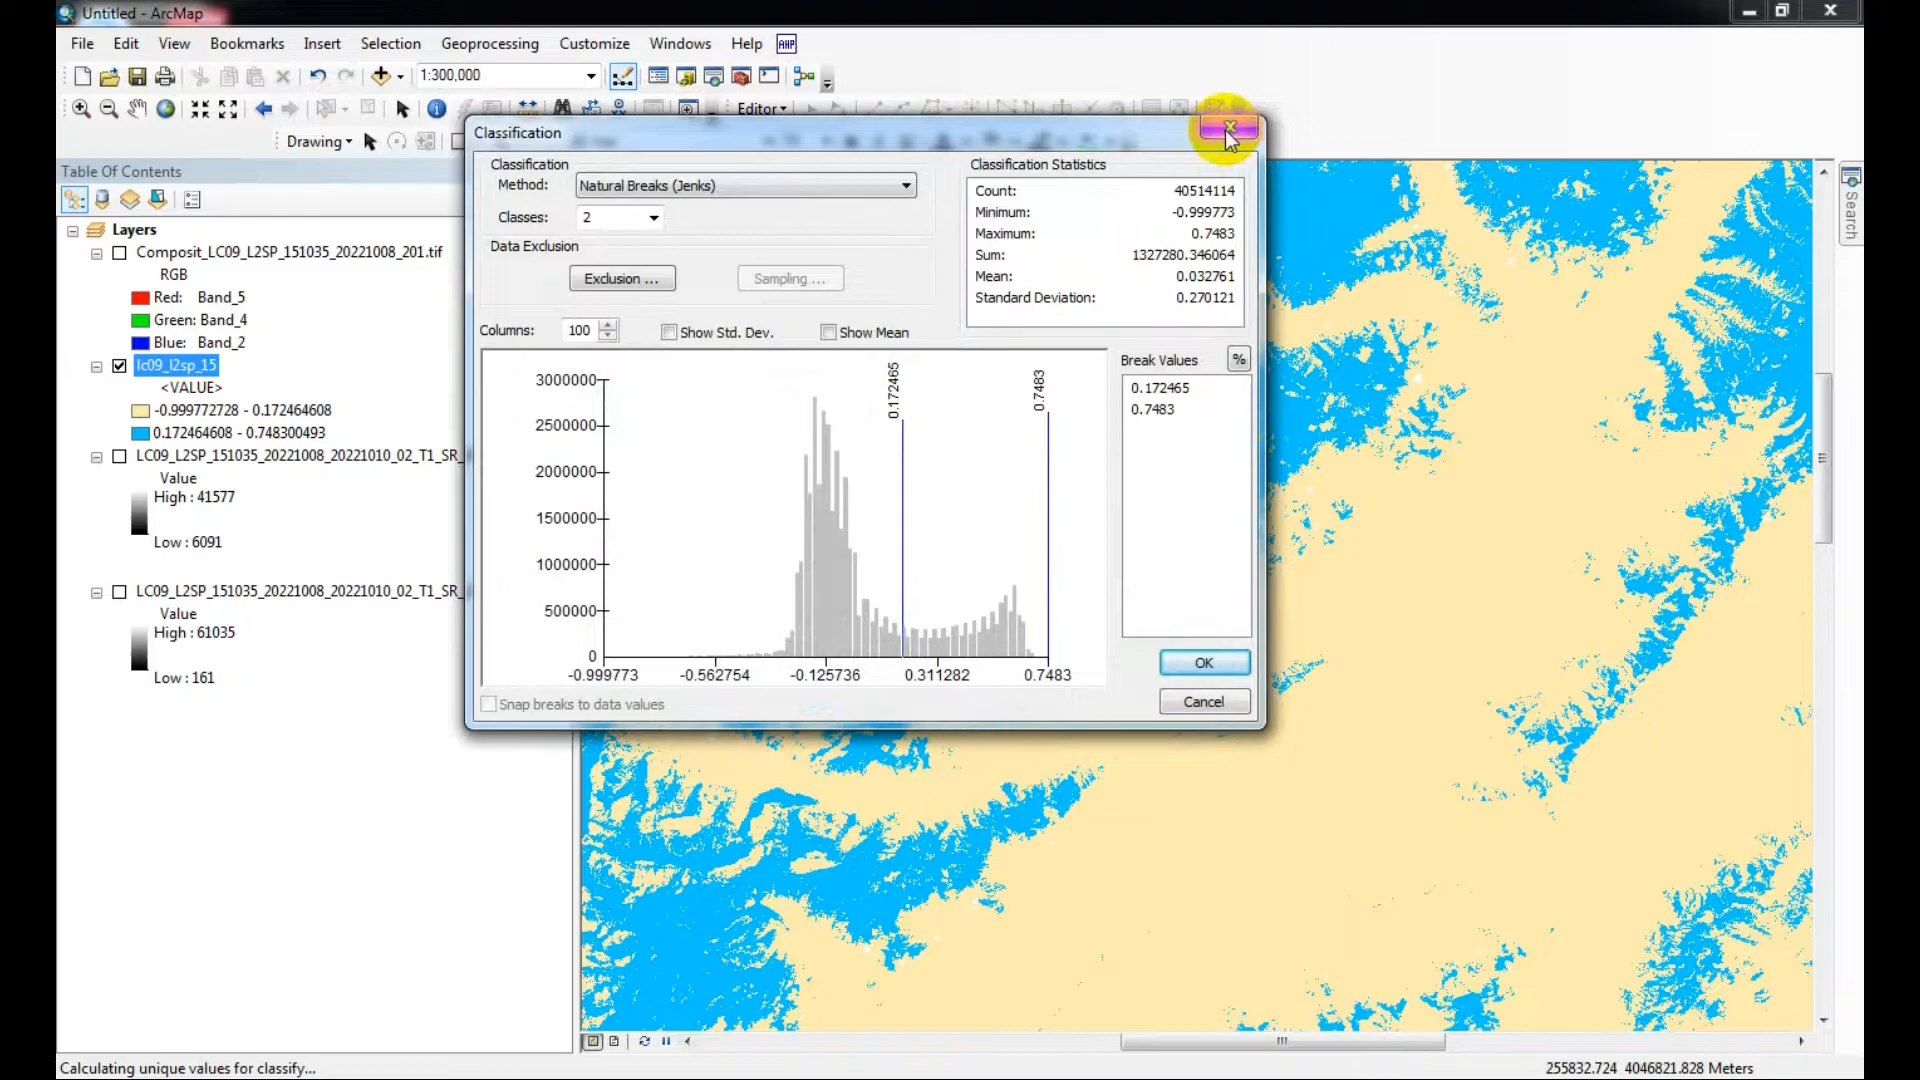 Untitled - ArcMap
File Edit View Bookmarks Insert Selection Geoprocessing Customize Windows Help AHP
1:300,000
Editor
Drawing
Classification
Table Of Contents
Layers
Composit_LC09_L2SP_151035_20221008_201.tif
RGB
Red: Band_5
Green: Band_4
Blue: Band_2
lc09_l2sp_15
<VALUE>
-0.999772728 - 0.172464608
0.172464608 - 0.748300493
LC09_L2SP_151035_20221008_20221010_02_T1_SR_
Value
High : 41577
Low : 6091
LC09_L2SP_151035_20221008_20221010_02_T1_SR_
Value
High : 61035
Low : 161
Classification
Method: Natural Breaks (Jenks)
Classes: 2
Data Exclusion
Exclusion ... Sampling ...
Classification Statistics
Count: 40514114
Minimum: -0.999773
Maximum: 0.7483
Sum: 1327280.346064
Mean: 0.032761
Standard Deviation: 0.270121
Columns: 100 Show Std. Dev. Show Mean
Break Values %
0.172465
0.7483
0.172465
0.7483
3000000
2500000
2000000
1500000
1000000
500000
0
-0.999773 -0.562754 -0.125736 0.311282 0.7483
OK
Cancel
Snap breaks to data values
Search
Calculating unique values for classify...
255832.724 4046821.828 Meters